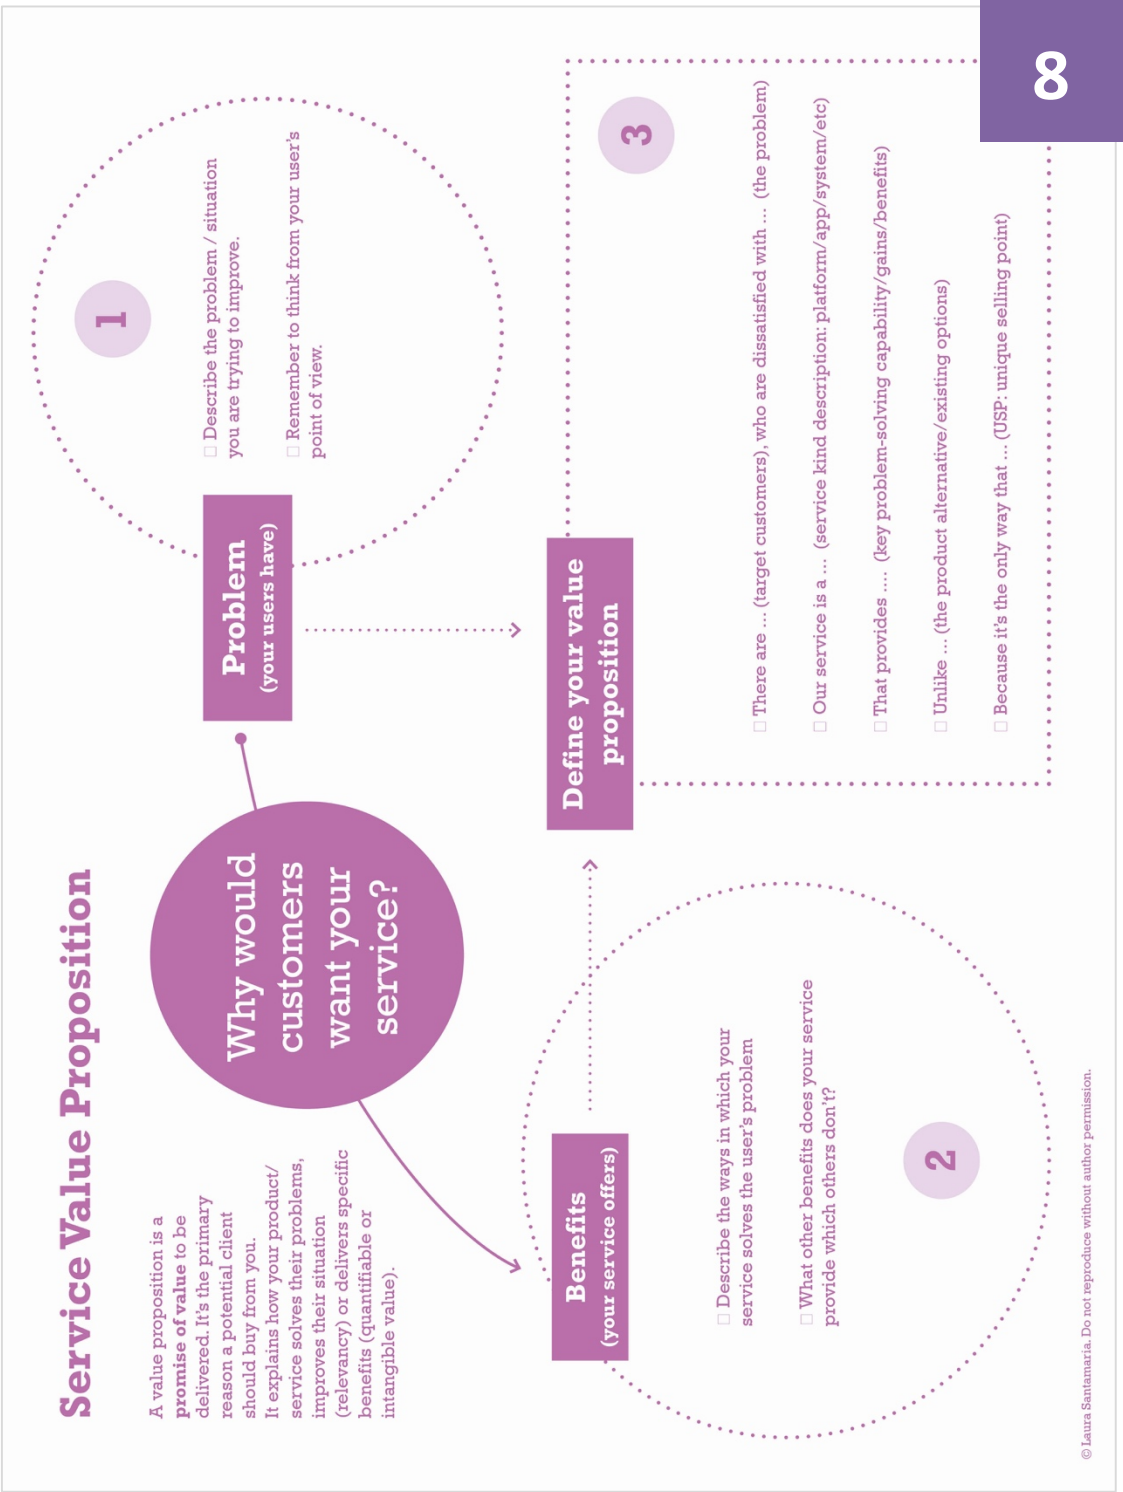 8
Service Value Proposition
A value proposition is a
promise of value to be
delivered. It's the primary
reason a potential client
should buy from you.
It explains how your product/
service solves their problems,
improves their situation
(relevancy) or delivers specific
benefits (quantifiable or
intangible value).
Why would
customers
want your
service?
Problem
(your users have)
1
□ Describe the problem / situation
you are trying to improve.
□ Remember to think from your user's
point of view.
Benefits
(your service offers)
□ Describe the ways in which your
service solves the user's problem
□ What other benefits does your service
provide which others don't?
2
Define your value
proposition
3
□ There are ... (target customers), who are dissatisfied with ... (the problem)
□ Our service is a ... (service kind description: platform/app/system/etc)
□ That provides .... (key problem-solving capability/gains/benefits)
□ Unlike ... (the product alternative/existing options)
□ Because it's the only way that ... (USP: unique selling point)
© Laura Santamaria. Do not reproduce without author permission.